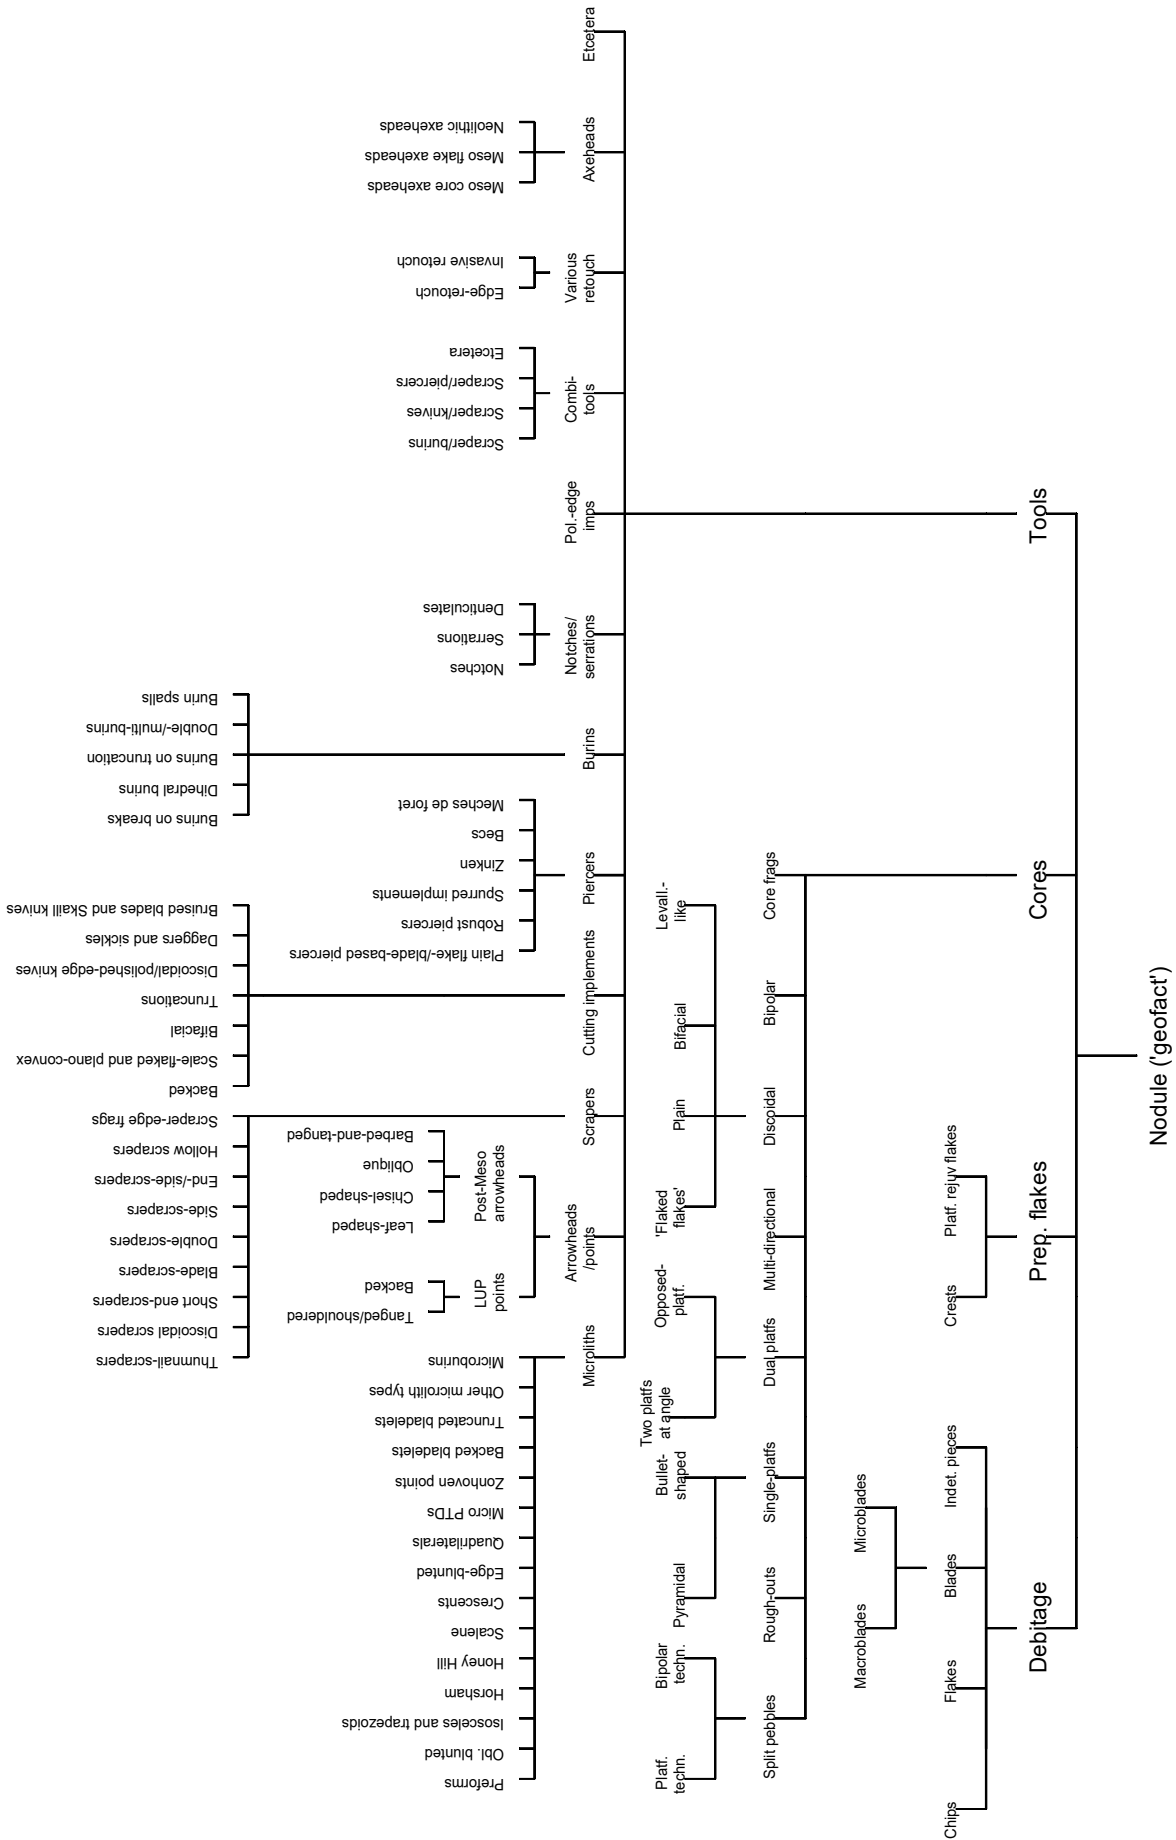 Nodule ('geofact')
Debitage
Prep. flakes
Cores
Tools
Chips
Flakes
Blades
Indet. pieces
Macroblades
Microblades
Crests
Platf. rejuv flakes
Split pebbles
Rough-outs
Single-platfs
Dual platfs
Multi-directional
Discoidal
Bipolar
Core frags
Platf.
techn.
Bipolar
techn.
Pyramidal
Bullet-
shaped
Two platfs
at angle
Opposed-
platf.
'Flaked
flakes'
Plain
Bifacial
Levall.-
like
Microliths
Arrowheads
/points
Scrapers
Cutting implements
Piercers
Burins
Notches/
serrations
Pol.-edge
imps
Combi-
tools
Various
retouch
Axeheads
Etcetera
Preforms
Obl. blunted
Isosceles and trapezoids
Horsham
Honey Hill
Scalene
Crescents
Edge-blunted
Quadrilaterals
Micro PTDs
Zonhoven points
Backed bladelets
Truncated bladelets
Other microlith types
Microburins
LUP
points
Post-Meso
arrowheads
Tanged/shouldered
Backed
Leaf-shaped
Chisel-shaped
Oblique
Barbed-and-tanged
Thumnail-scrapers
Discoidal scrapers
Short end-scrapers
Blade-scrapers
Double-scrapers
Side-scrapers
End-/side-scrapers
Hollow scrapers
Scraper-edge frags
Backed
Scale-flaked and plano-convex
Bifacial
Truncations
Discoidal/polished-edge knives
Daggers and sickles
Bruised blades and Skaill knives
Plain flake-/blade-based piercers
Robust piercers
Spurred implements
Zinken
Becs
Meches de foret
Burins on breaks
Dihedral burins
Burins on truncation
Double-/multi-burins
Burin spalls
Notches
Serrations
Denticulates
Scraper/burins
Scraper/knives
Scraper/piercers
Etcetera
Edge-retouch
Invasive retouch
Meso core axeheads
Meso flake axeheads
Neolithic axeheads